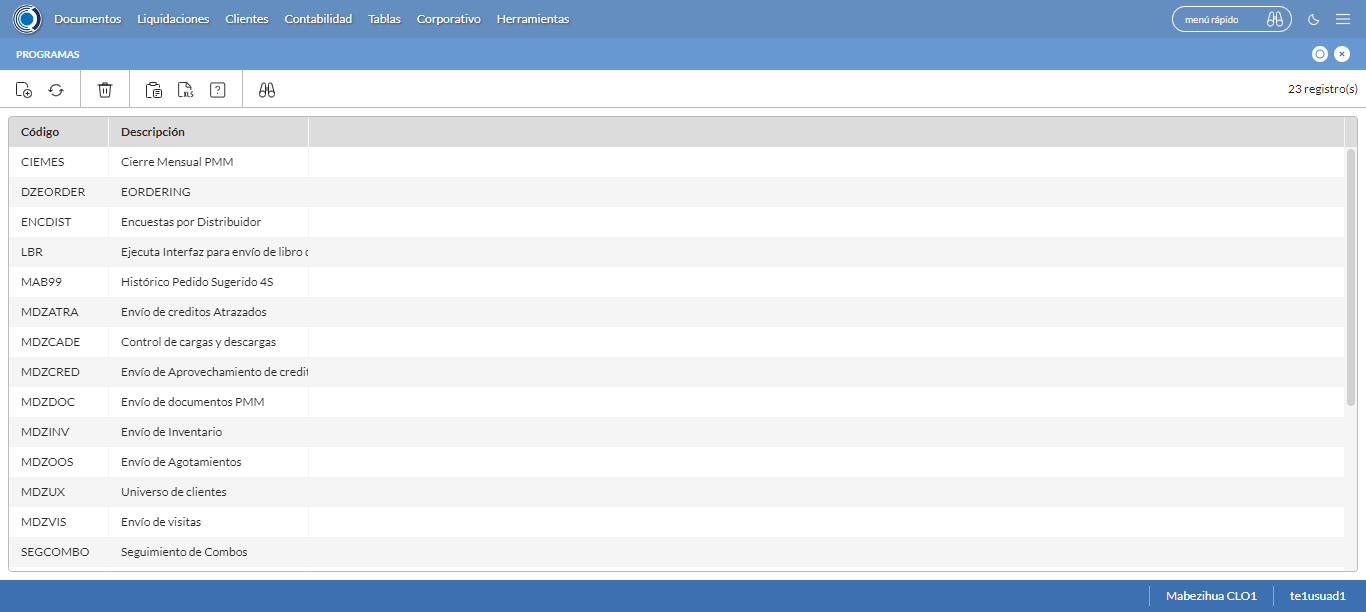 Documentos Liquidaciones Clientes Contabilidad Tablas Corporativo Herramientas menú rápido
PROGRAMAS
XLS ? 23 registro(s)
Código Descripción
CIEMES Cierre Mensual PMM
DZEORDER EORDERING
ENCDIST Encuestas por Distribuidor
LBR Ejecuta Interfaz para envío de libro
MAB99 Histórico Pedido Sugerido 4S
MDZATRA Envío de creditos Atrazados
MDZCADE Control de cargas y descargas
MDZCRED Envío de Aprovechamiento de credit
MDZDOC Envío de documentos PMM
MDZINV Envío de Inventario
MDZOOS Envío de Agotamientos
MDZUX Universo de clientes
MDZVIS Envío de visitas
SEGCOMBO Seguimiento de Combos
Mabezihua CLO1 te1usuad1